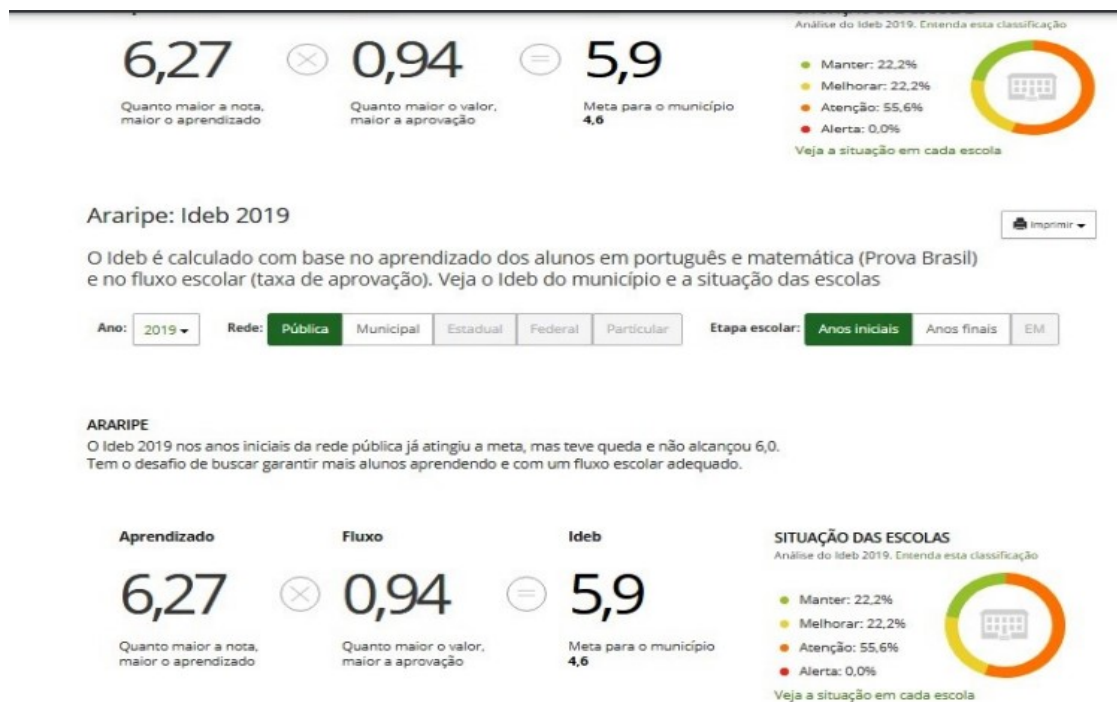 Análise do Ideb 2019. Entenda esta classificação
6,27 × 0,94 = 5,9
Quanto maior a nota,
maior o aprendizado
Quanto maior o valor,
maior a aprovação
Meta para o município
4,6
Manter: 22,2%
Melhorar: 22,2%
Atenção: 55,6%
Alerta: 0,0%
Veja a situação em cada escola
Araripe: Ideb 2019
Imprimir
O Ideb é calculado com base no aprendizado dos alunos em português e matemática (Prova Brasil)
e no fluxo escolar (taxa de aprovação). Veja o Ideb do município e a situação das escolas
Ano: 2019 Rede: Pública Municipal Estadual Federal Particular Etapa escolar: Anos iniciais Anos finais EM
ARARIPE
O Ideb 2019 nos anos iniciais da rede pública já atingiu a meta, mas teve queda e não alcançou 6,0.
Tem o desafio de buscar garantir mais alunos aprendendo e com um fluxo escolar adequado.
Aprendizado Fluxo Ideb
6,27 × 0,94 = 5,9
Quanto maior a nota,
maior o aprendizado
Quanto maior o valor,
maior a aprovação
Meta para o município
4,6
SITUAÇÃO DAS ESCOLAS
Análise do Ideb 2019. Entenda esta classificação
Manter: 22,2%
Melhorar: 22,2%
Atenção: 55,6%
Alerta: 0,0%
Veja a situação em cada escola